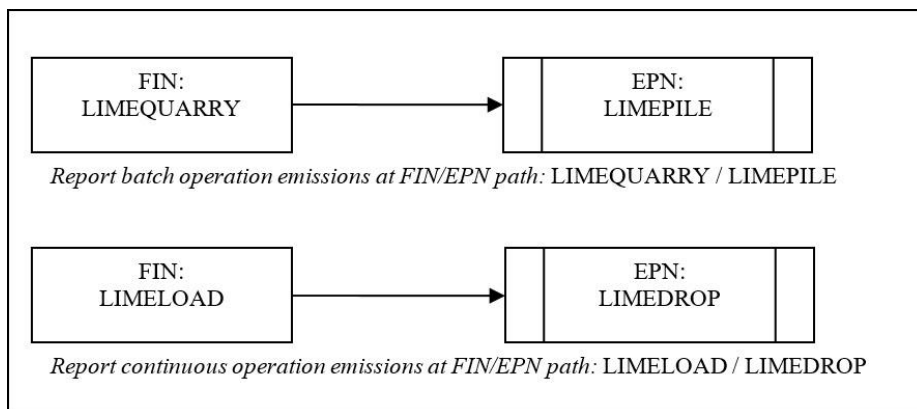 FIN:
LIMEQUARRY
EPN:
LIMEPILE
Report batch operation emissions at FIN/EPN path: LIMEQUARRY / LIMEPILE
FIN:
LIMELOAD
EPN:
LIMEDROP
Report continuous operation emissions at FIN/EPN path: LIMELOAD / LIMEDROP